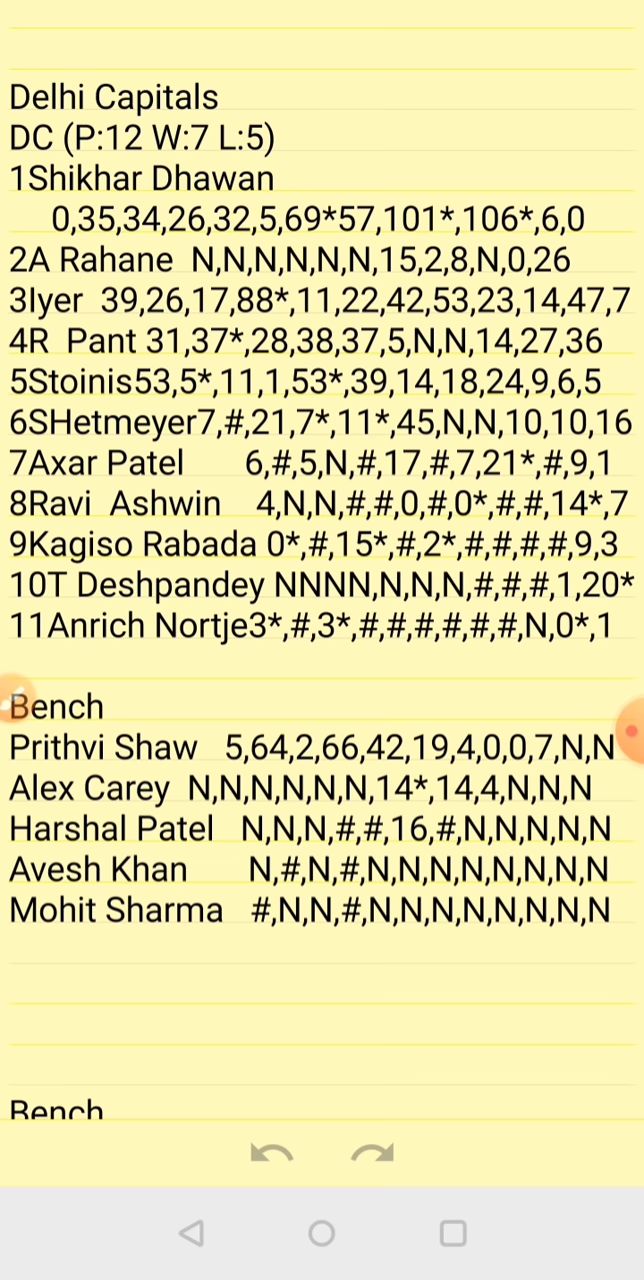 Delhi Capitals
DC (P:12 W:7 L:5)
1Shikhar Dhawan
0,35,34,26,32,5,69*57,101*,106*,6,0
2A Rahane N,N,N,N,N,N,15,2,8,N,0,26
3Iyer 39,26,17,88*,11,22,42,53,23,14,47,7
4R Pant 31,37*,28,38,37,5,N,N,14,27,36
5Stoinis53,5*,11,1,53*,39,14,18,24,9,6,5
6SHetmeyer7,#,21,7*,11*,45,N,N,10,10,16
7Axar Patel 6,#,5,N,#,17,#,7,21*,#,9,1
8Ravi Ashwin 4,N,N,#,#,0,#,0*,#,#,14*,7
9Kagiso Rabada 0*,#,15*,#,2*,#,#,#,#,9,3
10T Deshpandey NNNN,N,N,N,#,#,#,1,20*
11Anrich Nortje3*,#,3*,#,#,#,#,#,#,N,0*,1
Bench
Prithvi Shaw 5,64,2,66,42,19,4,0,0,7,N,N
Alex Carey N,N,N,N,N,N,14*,14,4,N,N,N
Harshal Patel N,N,N,#,#,16,#,N,N,N,N,N
Avesh Khan N,#,N,#,N,N,N,N,N,N,N,N
Mohit Sharma #,N,N,#,N,N,N,N,N,N,N,N
Bench